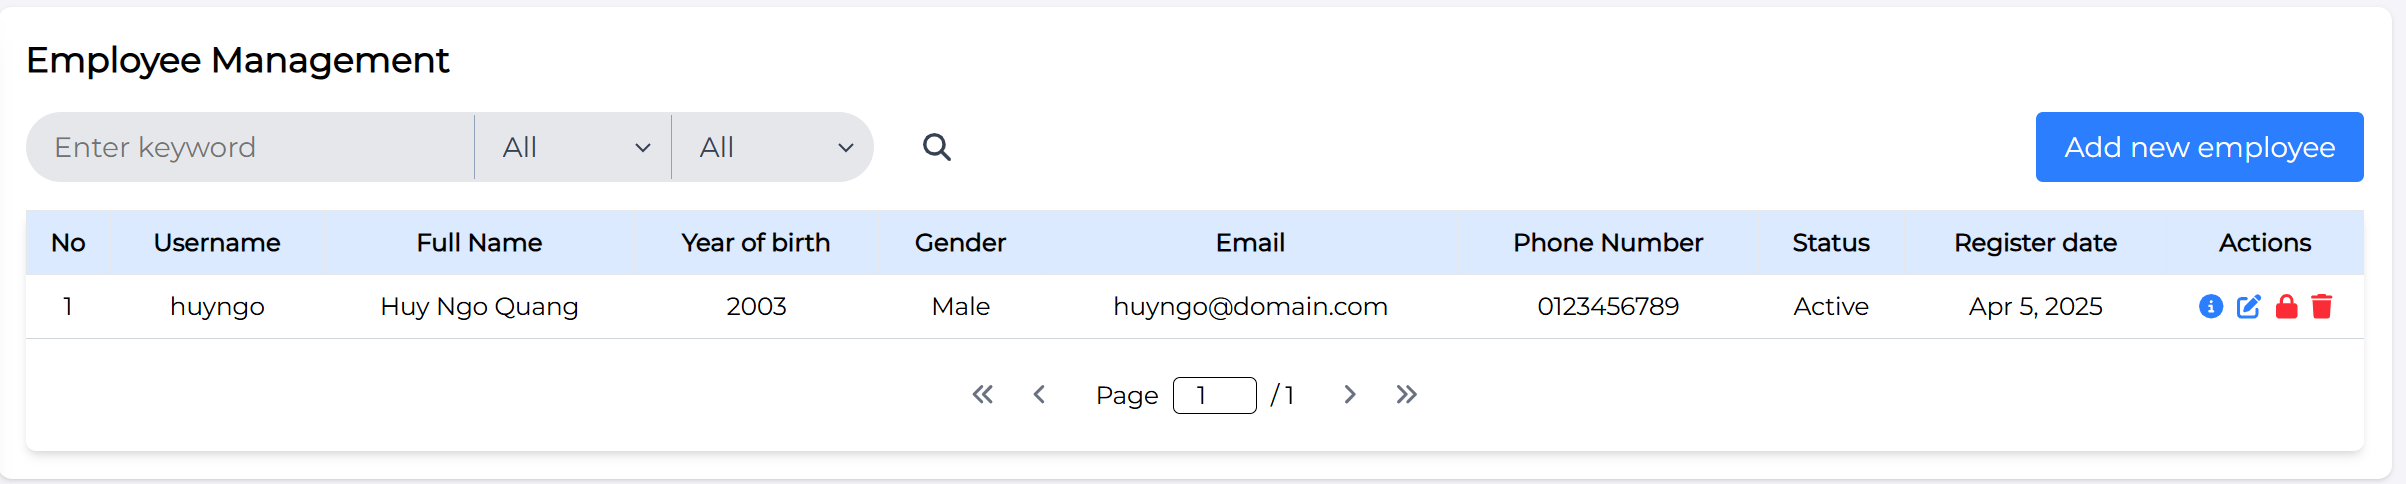 Employee Management
Enter keyword All All Add new employee
No Username Full Name Year of birth Gender Email Phone Number Status Register date Actions
1 huyngo Huy Ngo Quang 2003 Male huyngo@domain.com 0123456789 Active Apr 5, 2025
Page 1 / 1